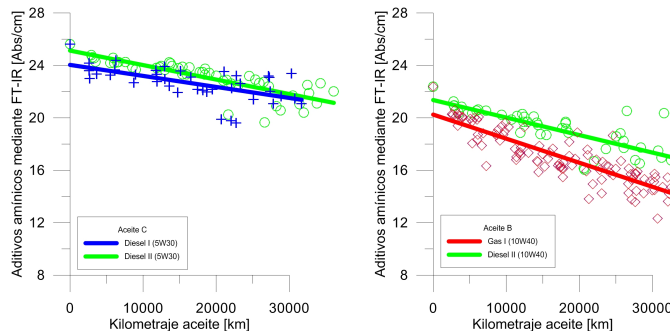 Aditivos amínicos mediante FT-IR [Abs/cm]
28
24
20
16
12
8
Aceite C
Diesel I (5W30)
Diesel II (5W30)
0
10000
20000
30000
Kilometraje aceite [km]
Aditivos amínicos mediante FT-IR [Abs/cm]
28
24
20
16
12
8
Aceite B
Gas I (10W40)
Diesel II (10W40)
0
10000
20000
30000
Kilometraje aceite [km]